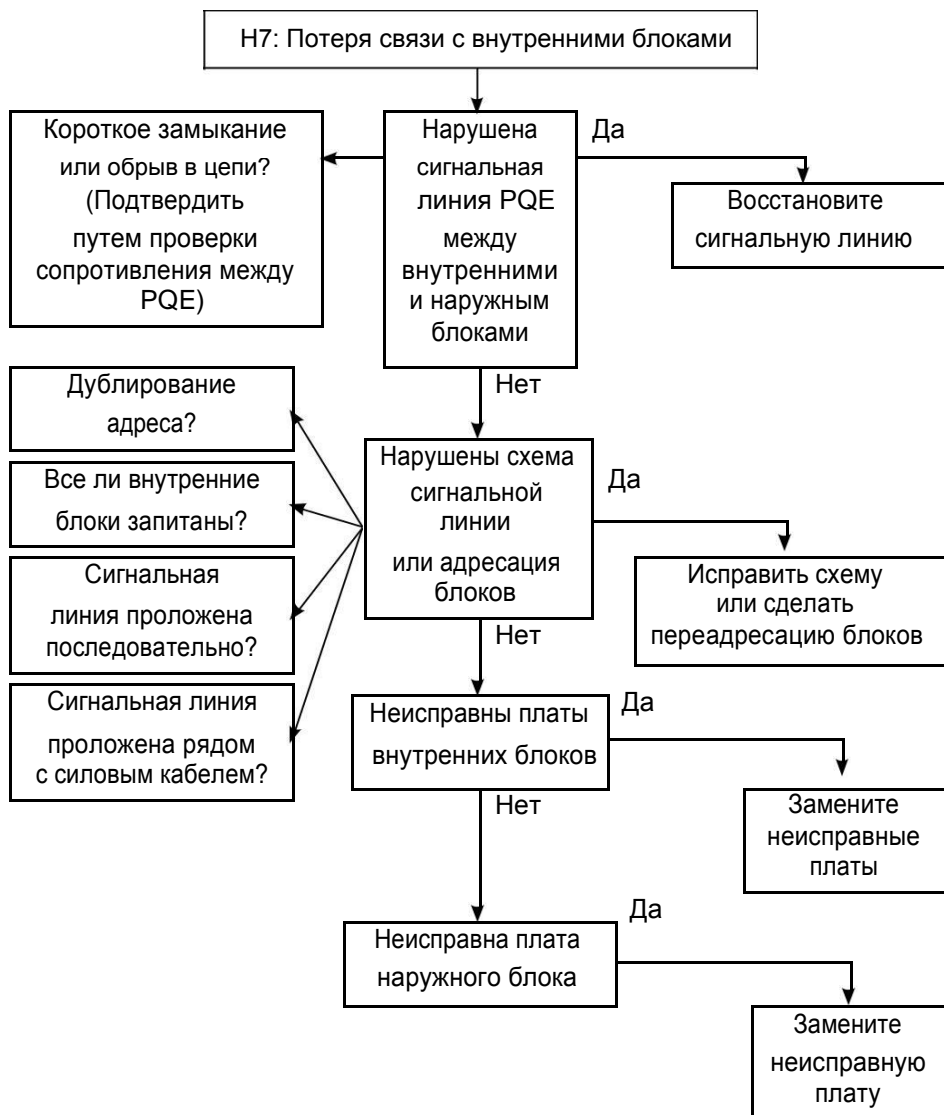 H7: Потеря связи с внутренними блоками
Короткое замыкание
или обрыв в цепи?
(Подтвердить
путем проверки
сопротивления между
PQE)
Нарушена
сигнальная
линия PQE
между
внутренними
и наружным
блоками
Да
Восстановите
сигнальную линию
Нет
Дублирование
адреса?
Все ли внутренние
блоки запитаны?
Сигнальная
линия проложена
последовательно?
Сигнальная линия
проложена рядом
с силовым кабелем?
Нарушены схема
сигнальной
линии
или адресация
блоков
Да
Исправить схему
или сделать
переадресацию блоков
Нет
Неисправны платы
внутренних блоков
Да
Замените
неисправные
платы
Нет
Неисправна плата
наружного блока
Да
Замените
неисправную
плату